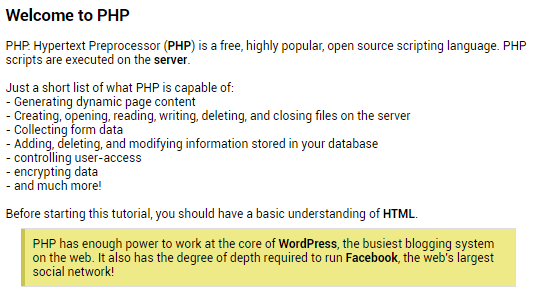 Welcome to PHP
PHP: Hypertext Preprocessor (PHP) is a free, highly popular, open source scripting language. PHP
scripts are executed on the server.
Just a short list of what PHP is capable of:
- Generating dynamic page content
- Creating, opening, reading, writing, deleting, and closing files on the server
- Collecting form data
- Adding, deleting, and modifying information stored in your database
- controlling user-access
- encrypting data
- and much more!
Before starting this tutorial, you should have a basic understanding of HTML.
PHP has enough power to work at the core of WordPress, the busiest blogging system
on the web. It also has the degree of depth required to run Facebook, the web's largest
social network!